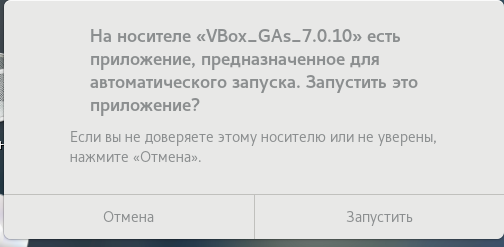 На носителе «VBox_GAs_7.0.10» есть
приложение, предназначенное для
автоматического запуска. Запустить это
приложение?
Если вы не доверяете этому носителю или не уверены,
нажмите «Отмена».
Отмена Запустить